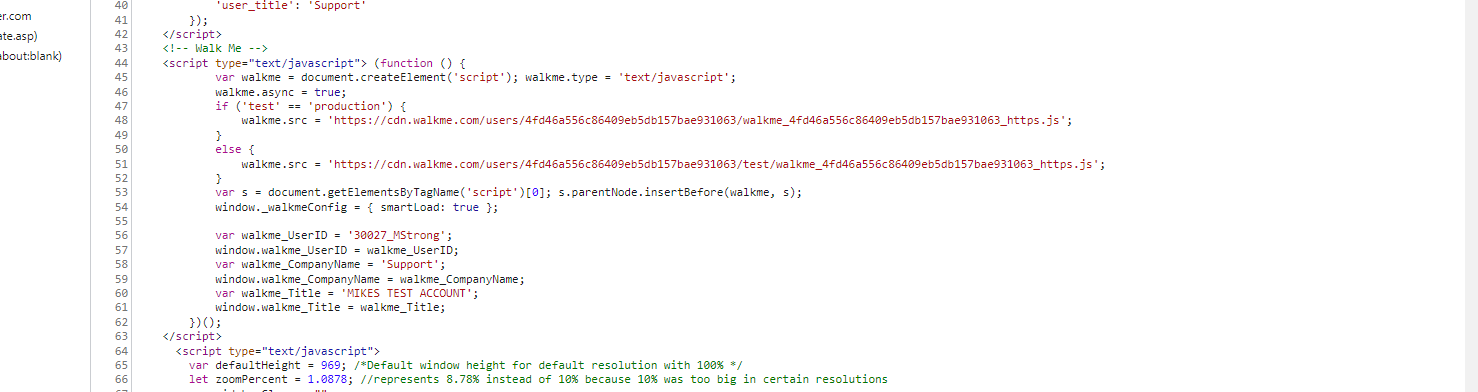 er.com
ate.asp)
about:blank)
40 'user_title': 'Support'
41 });
42 </script>
43 <!-- Walk Me -->
44 <script type="text/javascript"> (function () {
45 var walkme = document.createElement('script'); walkme.type = 'text/javascript';
46 walkme.async = true;
47 if ('test' == 'production') {
48 walkme.src = 'https://cdn.walkme.com/users/4fd46a556c86409eb5db157bae931063/walkme_4fd46a556c86409eb5db157bae931063_https.js';
49 }
50 else {
51 walkme.src = 'https://cdn.walkme.com/users/4fd46a556c86409eb5db157bae931063/test/walkme_4fd46a556c86409eb5db157bae931063_https.js';
52 }
53 var s = document.getElementsByTagName('script')[0]; s.parentNode.insertBefore(walkme, s);
54 window._walkmeConfig = { smartLoad: true };
55
56 var walkme_UserID = '30027_MStrong';
57 window.walkme_UserID = walkme_UserID;
58 var walkme_CompanyName = 'Support';
59 window.walkme_CompanyName = walkme_CompanyName;
60 var walkme_Title = 'MIKES TEST ACCOUNT';
61 window.walkme_Title = walkme_Title;
62 })();
63 </script>
64 <script type="text/javascript">
65 var defaultHeight = 969; /*Default window height for default resolution with 100% */
66 let zoomPercent = 1.0878; //represents 8.78% instead of 10% because 10% was too big in certain resolutions